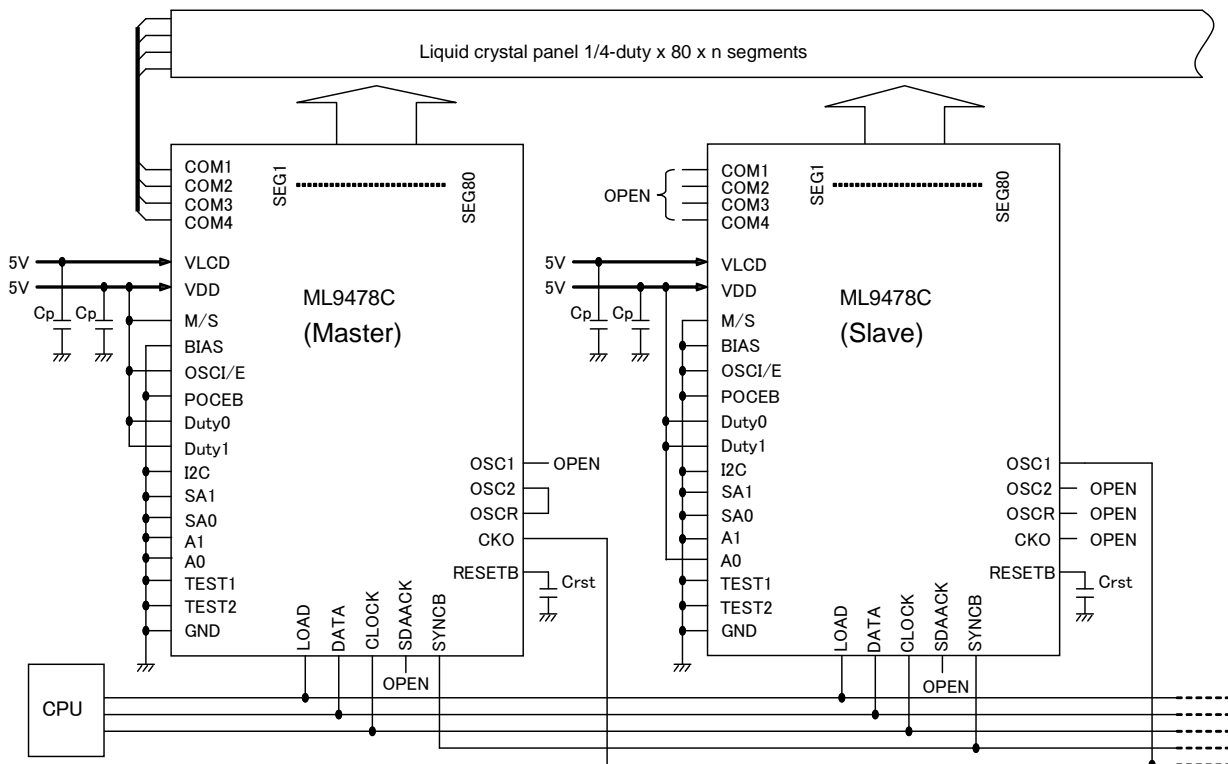 Liquid crystal panel 1/4-duty x 80 x n segments
COM1
COM2
COM3
COM4
SEG1
SEG80
5V
VLCD
5V
VDD
Cp
Cp
ML9478C
(Master)
M/S
BIAS
OSCI/E
POCEB
Duty0
Duty1
I2C
SA1
SA0
A1
A0
TEST1
TEST2
GND
OSC1
OPEN
OSC2
OSCR
CKO
RESETB
Crst
LOAD
DATA
CLOCK
SDAACK
SYNCB
OPEN
OPEN
COM1
COM2
COM3
COM4
SEG1
SEG80
5V
VLCD
5V
VDD
Cp
Cp
ML9478C
(Slave)
M/S
BIAS
OSCI/E
POCEB
Duty0
Duty1
I2C
SA1
SA0
A1
A0
TEST1
TEST2
GND
OSC1
OSC2
OPEN
OSCR
OPEN
CKO
OPEN
RESETB
Crst
LOAD
DATA
CLOCK
SDAACK
SYNCB
OPEN
CPU